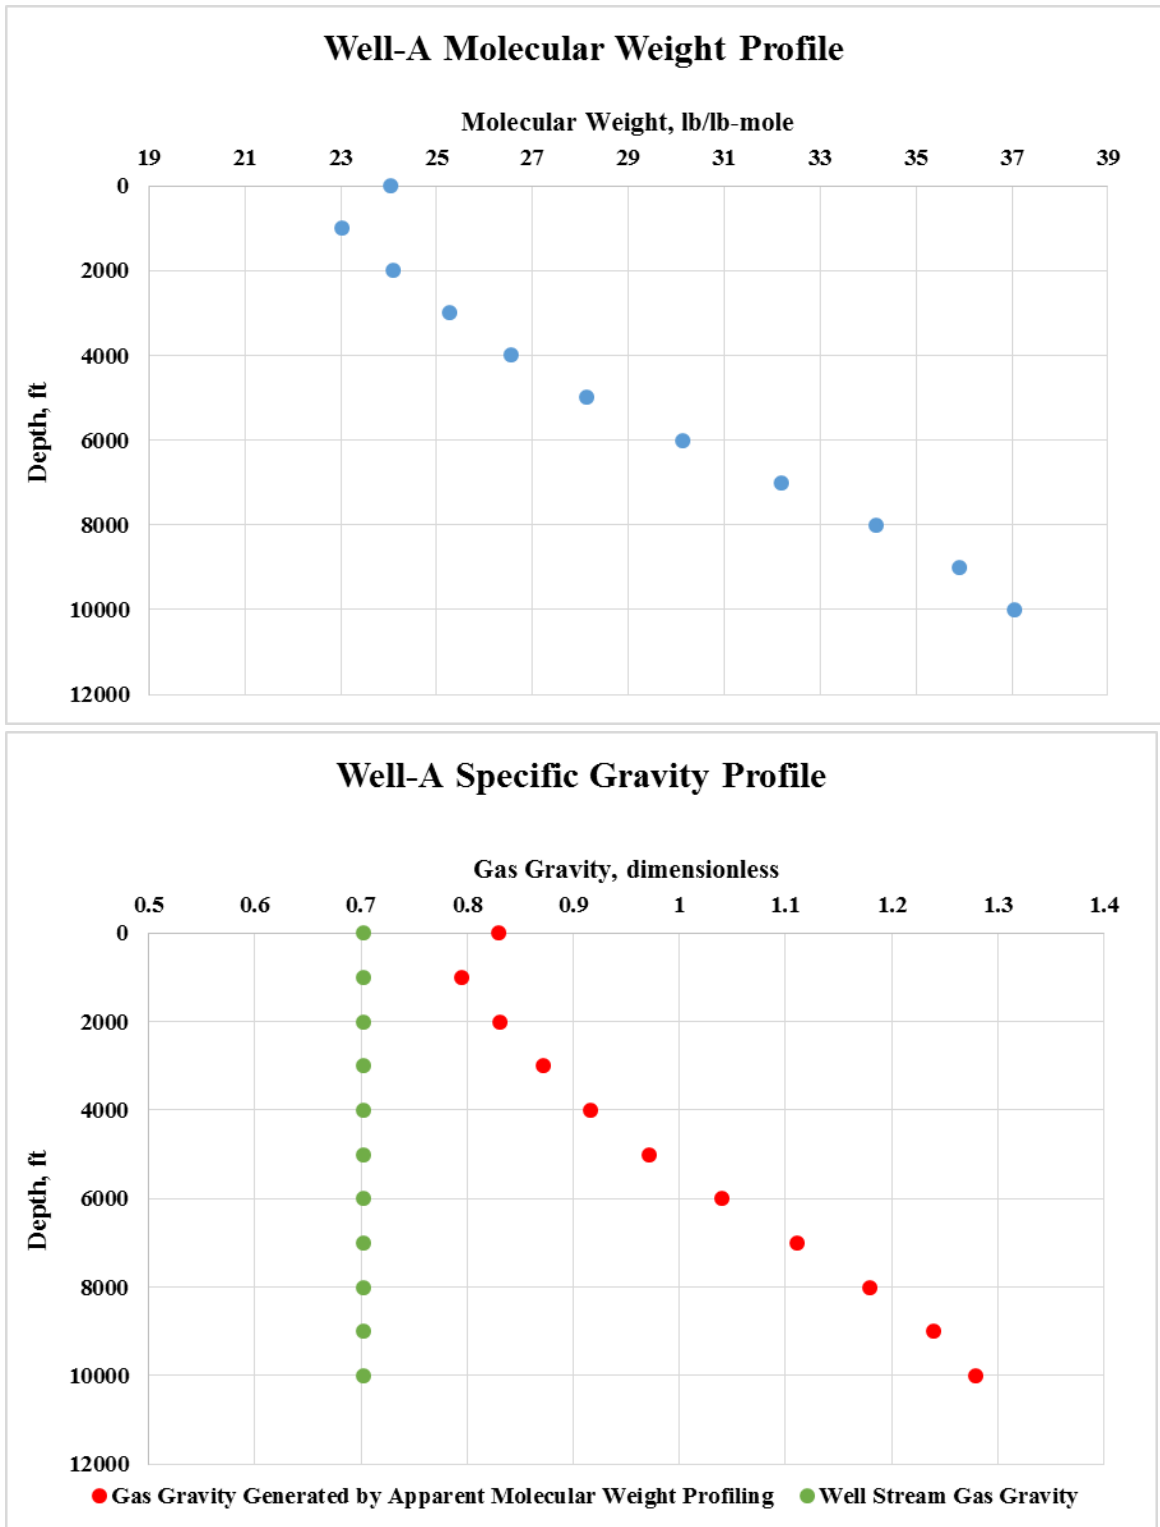 Well-A Molecular Weight Profile
Molecular Weight, lb/lb-mole
19 21 23 25 27 29 31 33 35 37 39
0
2000
4000
6000
8000
10000
12000
Depth, ft
Well-A Specific Gravity Profile
Gas Gravity, dimensionless
0.5 0.6 0.7 0.8 0.9 1 1.1 1.2 1.3 1.4
0
2000
4000
6000
8000
10000
12000
Depth, ft
Gas Gravity Generated by Apparent Molecular Weight Profiling Well Stream Gas Gravity